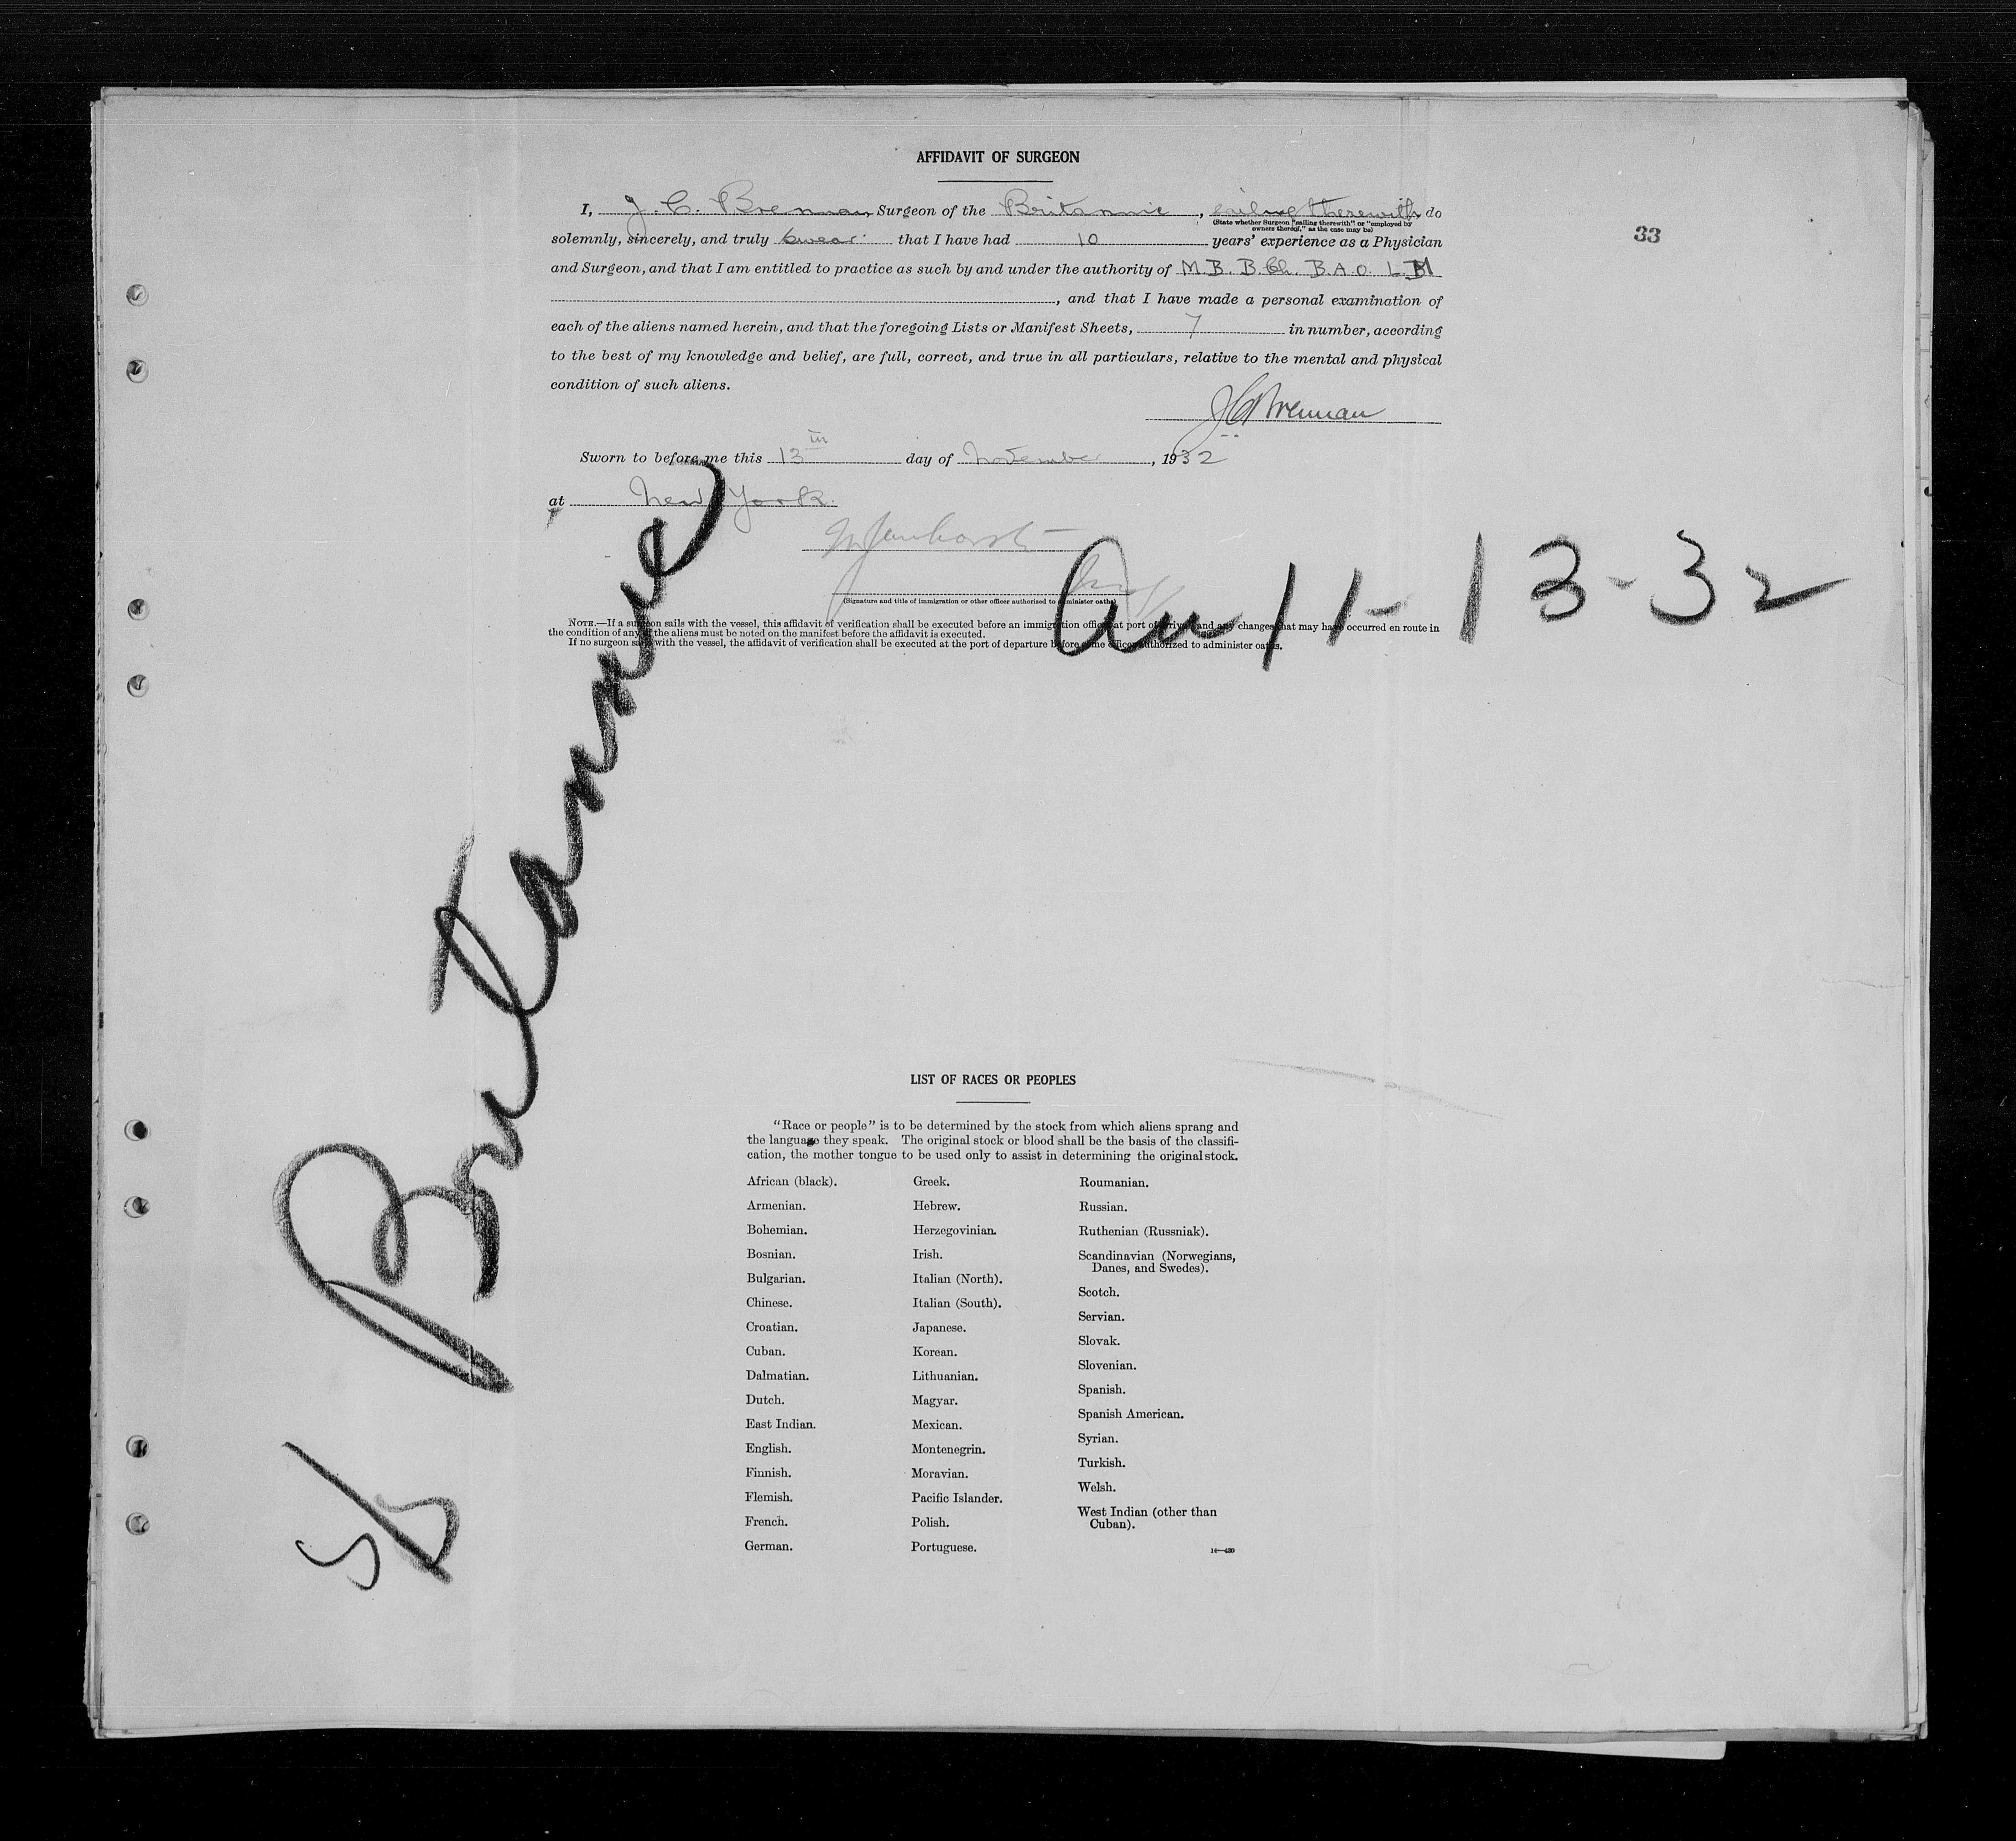 AFFIDAVIT OF SURGEON
I, J. C. Brennan Surgeon of the Britannic, sailing therewith do
(State whether Surgeon "sailing therewith" or "employed by
owners thereof," as the case may be)
solemnly, sincerely, and truly swear that I have had 10 years' experience as a Physician
33
and Surgeon, and that I am entitled to practice as such by and under the authority of M.B. B.Ch. B.A.O. L.M
, and that I have made a personal examination of
each of the aliens named herein, and that the foregoing Lists or Manifest Sheets, 7 in number, according
to the best of my knowledge and belief, are full, correct, and true in all particulars, relative to the mental and physical
condition of such aliens.
J C Brennan
Sworn to before me this 13th day of November, 1932
at New York.
(Signature and title of immigration or other officer authorized to administer oaths)
Arr 11-13-32
NOTE.—If a surgeon sails with the vessel, this affidavit of verification shall be executed before an immigration officer at port of arrival and any changes that may have occurred en route in
the condition of any of the aliens must be noted on the manifest before the affidavit is executed.
If no surgeon sails with the vessel, the affidavit of verification shall be executed at the port of departure before some officer authorized to administer oaths.
SS Britannic
LIST OF RACES OR PEOPLES
"Race or people" is to be determined by the stock from which aliens sprang and
the language they speak. The original stock or blood shall be the basis of the classifi-
cation, the mother tongue to be used only to assist in determining the original stock.
African (black).
Armenian.
Bohemian.
Bosnian.
Bulgarian.
Chinese.
Croatian.
Cuban.
Dalmatian.
Dutch.
East Indian.
English.
Finnish.
Flemish.
French.
German.
Greek.
Hebrew.
Herzegovinian.
Irish.
Italian (North).
Italian (South).
Japanese.
Korean.
Lithuanian.
Magyar.
Mexican.
Montenegrin.
Moravian.
Pacific Islander.
Polish.
Portuguese.
Roumanian.
Russian.
Ruthenian (Russniak).
Scandinavian (Norwegians,
Danes, and Swedes).
Scotch.
Servian.
Slovak.
Slovenian.
Spanish.
Spanish American.
Syrian.
Turkish.
Welsh.
West Indian (other than
Cuban).